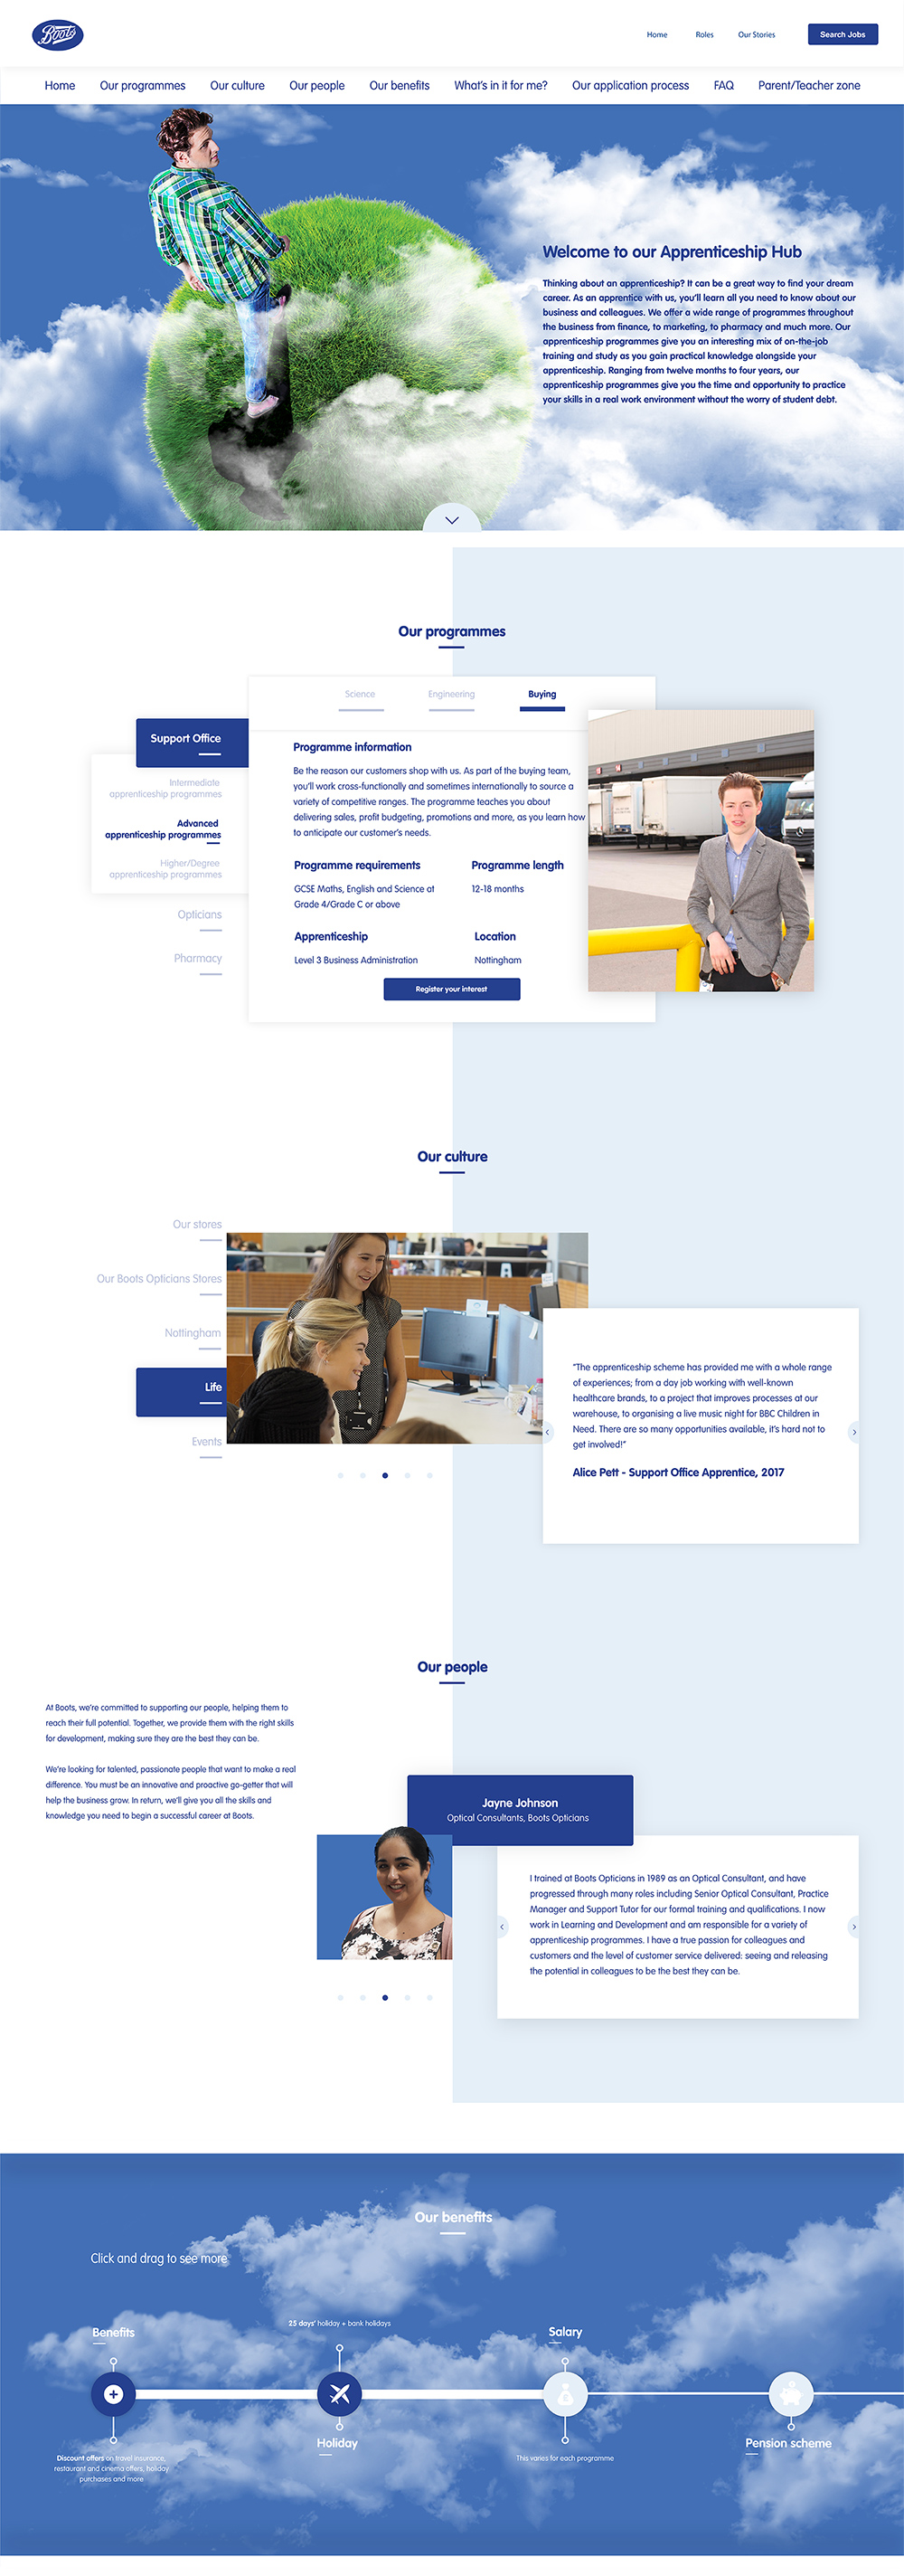 Boots
Home Roles Our Stories Search Jobs
Home Our programmes Our culture Our people Our benefits What's in it for me? Our application process FAQ Parent/Teacher zone
Welcome to our Apprenticeship Hub
Thinking about an apprenticeship? It can be a great way to find your dream
career. As an apprentice with us, you'll learn all you need to know about our
business and colleagues. We offer a wide range of programmes throughout
the business from finance, to marketing, to pharmacy and much more. Our
apprenticeship programmes give you an interesting mix of on-the-job
training and study as you gain practical knowledge alongside your
apprenticeship. Ranging from twelve months to four years, our
apprenticeship programmes give you the time and opportunity to practice
your skills in a real work environment without the worry of student debt.
Our programmes
Support Office
Intermediate
apprenticeship programmes
Advanced
apprenticeship programmes
Higher/Degree
apprenticeship programmes
Opticians
Pharmacy
Science Engineering Buying
Programme information
Be the reason our customers shop with us. As part of the buying team,
you'll work cross-functionally and sometimes internationally to source a
variety of competitive ranges. The programme teaches you about
delivering sales, profit budgeting, promotions and more, as you learn how
to anticipate our customer's needs.
Programme requirements
GCSE Maths, English and Science at
Grade 4/Grade C or above
Programme length
12-18 months
Apprenticeship
Level 3 Business Administration
Location
Nottingham
Register your interest
Our culture
Our stores
Our Boots Opticians Stores
Nottingham
Life
Events
"The apprenticeship scheme has provided me with a whole range
of experiences; from a day job working with well-known
healthcare brands, to a project that improves processes at our
warehouse, to organising a live music night for BBC Children in
Need. There are so many opportunities available, it's hard not to
get involved!"
Alice Pett - Support Office Apprentice, 2017
Our people
At Boots, we're committed to supporting our people, helping them to
reach their full potential. Together, we provide them with the right skills
for development, making sure they are the best they can be.
We're looking for talented, passionate people that want to make a real
difference. You must be an innovative and proactive go-getter that will
help the business grow. In return, we'll give you all the skills and
knowledge you need to begin a successful career at Boots.
Jayne Johnson
Optical Consultants, Boots Opticians
I trained at Boots Opticians in 1989 as an Optical Consultant, and have
progressed through many roles including Senior Optical Consultant, Practice
Manager and Support Tutor for our formal training and qualifications. I now
work in Learning and Development and am responsible for a variety of
apprenticeship programmes. I have a true passion for colleagues and
customers and the level of customer service delivered: seeing and releasing
the potential in colleagues to be the best they can be.
Our benefits
Click and drag to see more
Benefits
Discount offers on travel insurance,
restaurant and cinema offers, holiday
purchases and more
25 days' holiday + bank holidays
Holiday
Salary
This varies for each programme
Pension scheme